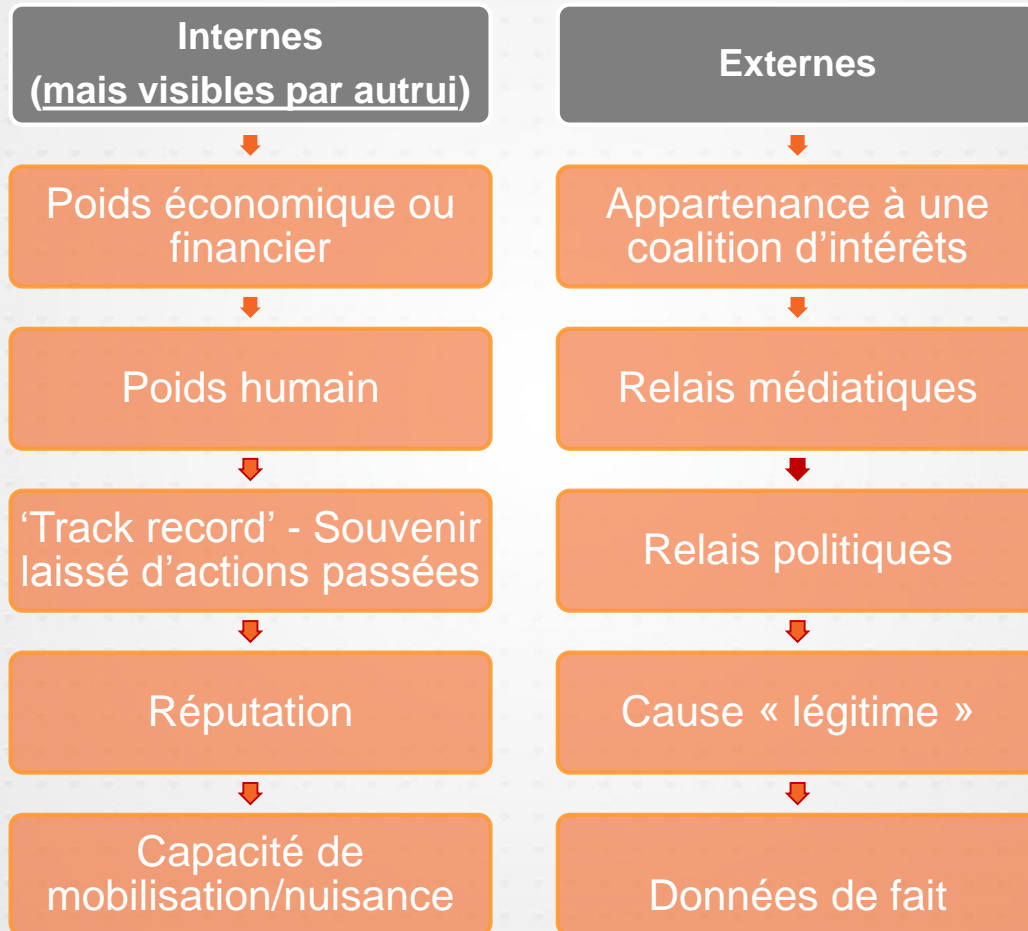 Internes
(mais visibles par autrui)
Poids économique ou
financier
Poids humain
‘Track record’ - Souvenir
laissé d’actions passées
Réputation
Capacité de
mobilisation/nuisance
Externes
Appartenance à une
coalition d’intérêts
Relais médiatiques
Relais politiques
Cause « légitime »
Données de fait